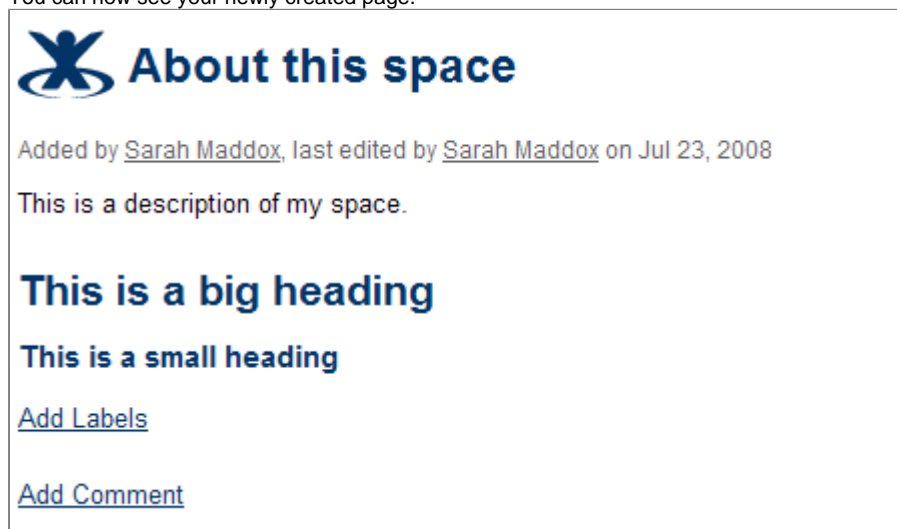 You can now see your newly created page.
About this space
Added by Sarah Maddox, last edited by Sarah Maddox on Jul 23, 2008
This is a description of my space.
This is a big heading
This is a small heading
Add Labels
Add Comment